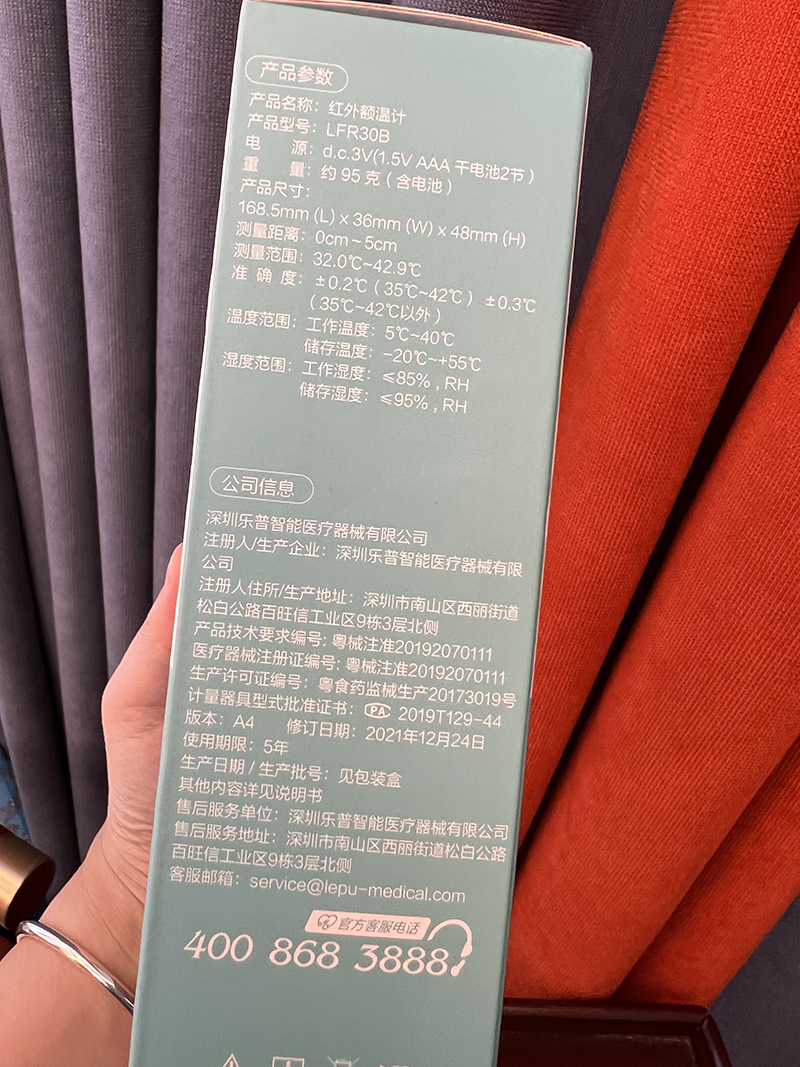 产品参数
产品名称：红外额温计
产品型号：LFR30B
电 源：d.c.3V(1.5V AAA 干电池2节)
重 量：约 95 克（含电池）
产品尺寸：
168.5mm (L) x 36mm (W) x 48mm (H)
测量距离：0cm~5cm
测量范围：32.0℃~42.9℃
准 确 度：±0.2℃（35℃~42℃）±0.3℃
（35℃~42℃以外）
温度范围：工作温度：5℃~40℃
储存温度：-20℃~+55℃
湿度范围：工作湿度：≤85%，RH
储存湿度：≤95%，RH
公司信息
深圳乐普智能医疗器械有限公司
注册人/生产企业：深圳乐普智能医疗器械有限
公司
注册人住所/生产地址：深圳市南山区西丽街道
松白公路百旺信工业区9栋3层北侧
产品技术要求编号：粤械注准20192070111
医疗器械注册证编号：粤械注准20192070111
生产许可证编号：粤食药监械生产20173019号
计量器具型式批准证书：PA 2019T129-44
版本：A4 修订日期：2021年12月24日
使用期限：5年
生产日期 / 生产批号：见包装盒
其他内容详见说明书
售后服务单位：深圳乐普智能医疗器械有限公司
售后服务地址：深圳市南山区西丽街道松白公路
百旺信工业区9栋3层北侧
客服邮箱：service@lepu-medical.com
官方客服电话
400 868 3888